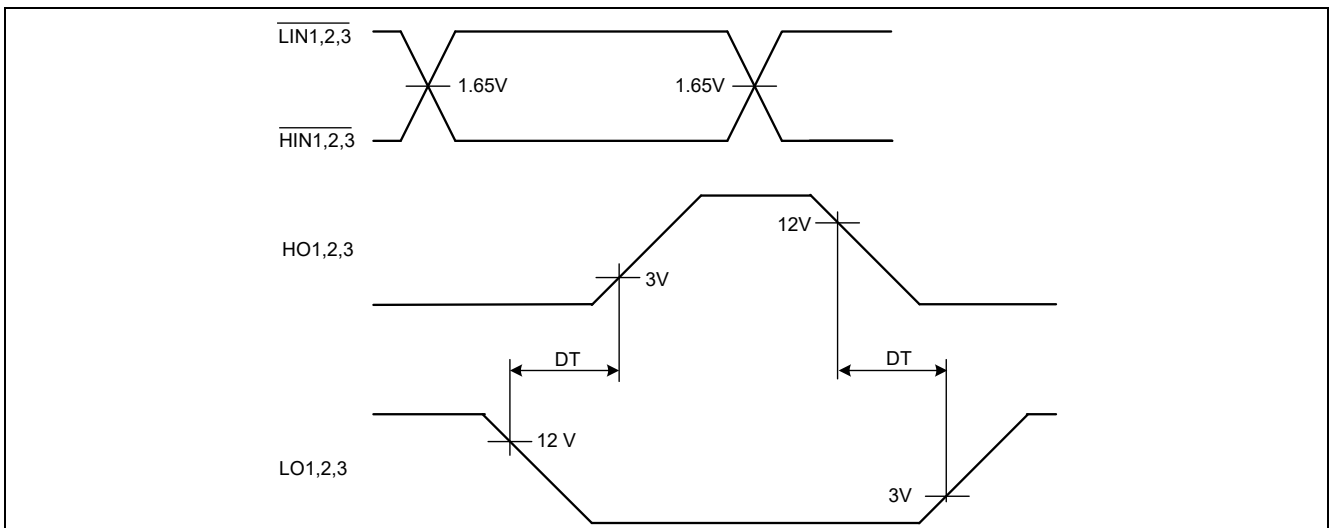 LIN1,2,3
1.65V
1.65V
HIN1,2,3
12V
HO1,2,3
3V
DT
DT
12 V
LO1,2,3
3V